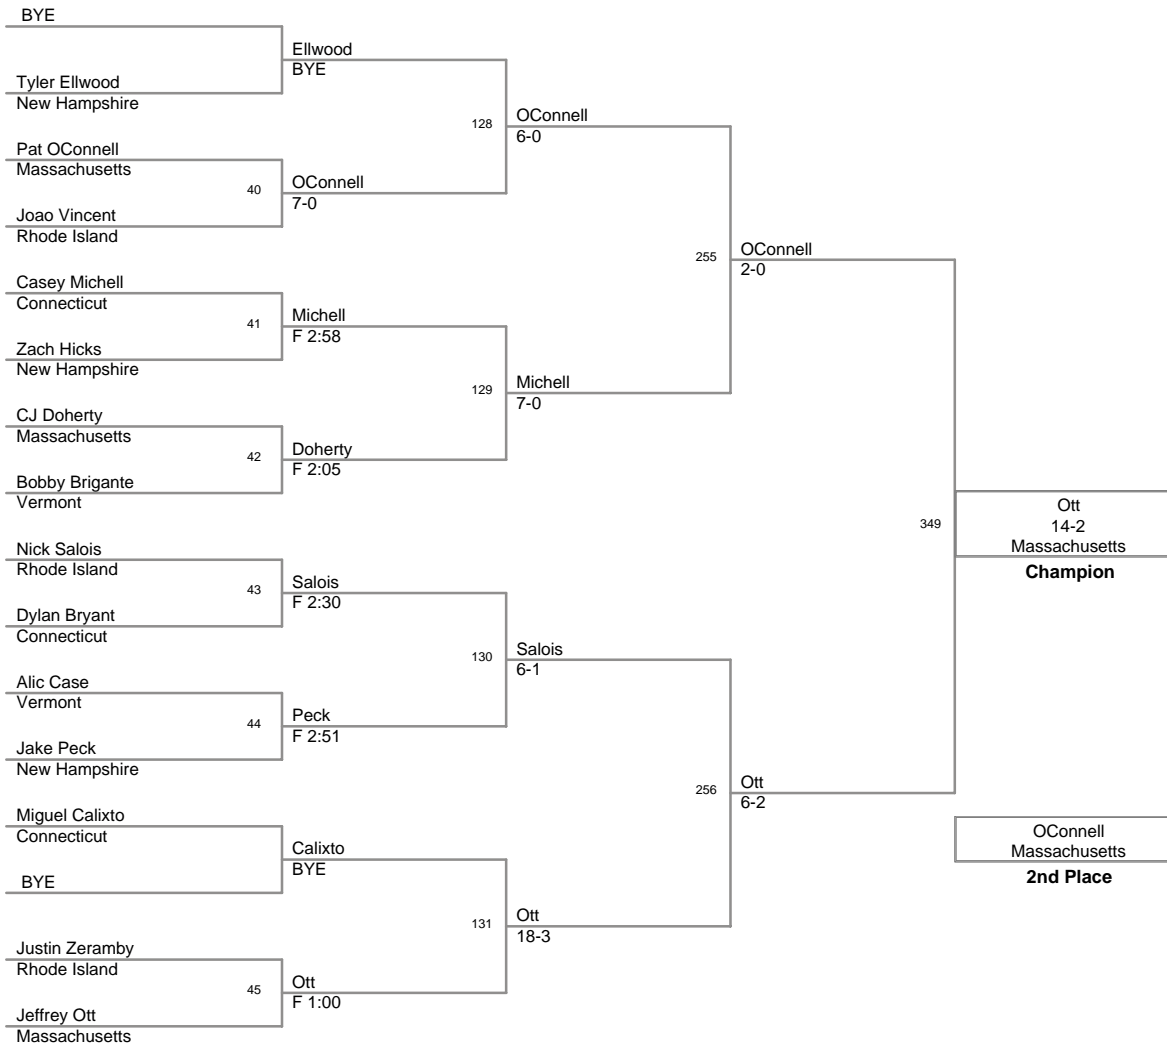 BYE
Ellwood
BYE
Tyler Ellwood
New Hampshire
128
OConnell
6-0
Pat OConnell
Massachusetts
40
OConnell
7-0
Joao Vincent
Rhode Island
255
OConnell
2-0
Casey Michell
Connecticut
41
Michell
F 2:58
Zach Hicks
New Hampshire
129
Michell
7-0
CJ Doherty
Massachusetts
42
Doherty
F 2:05
Bobby Brigante
Vermont
349
Ott
14-2
Massachusetts
Champion
Nick Salois
Rhode Island
43
Salois
F 2:30
Dylan Bryant
Connecticut
130
Salois
6-1
Alic Case
Vermont
44
Peck
F 2:51
Jake Peck
New Hampshire
256
Ott
6-2
Miguel Calixto
Connecticut
Calixto
BYE
BYE
OConnell
Massachusetts
2nd Place
131
Ott
18-3
Justin Zeramby
Rhode Island
45
Ott
F 1:00
Jeffrey Ott
Massachusetts